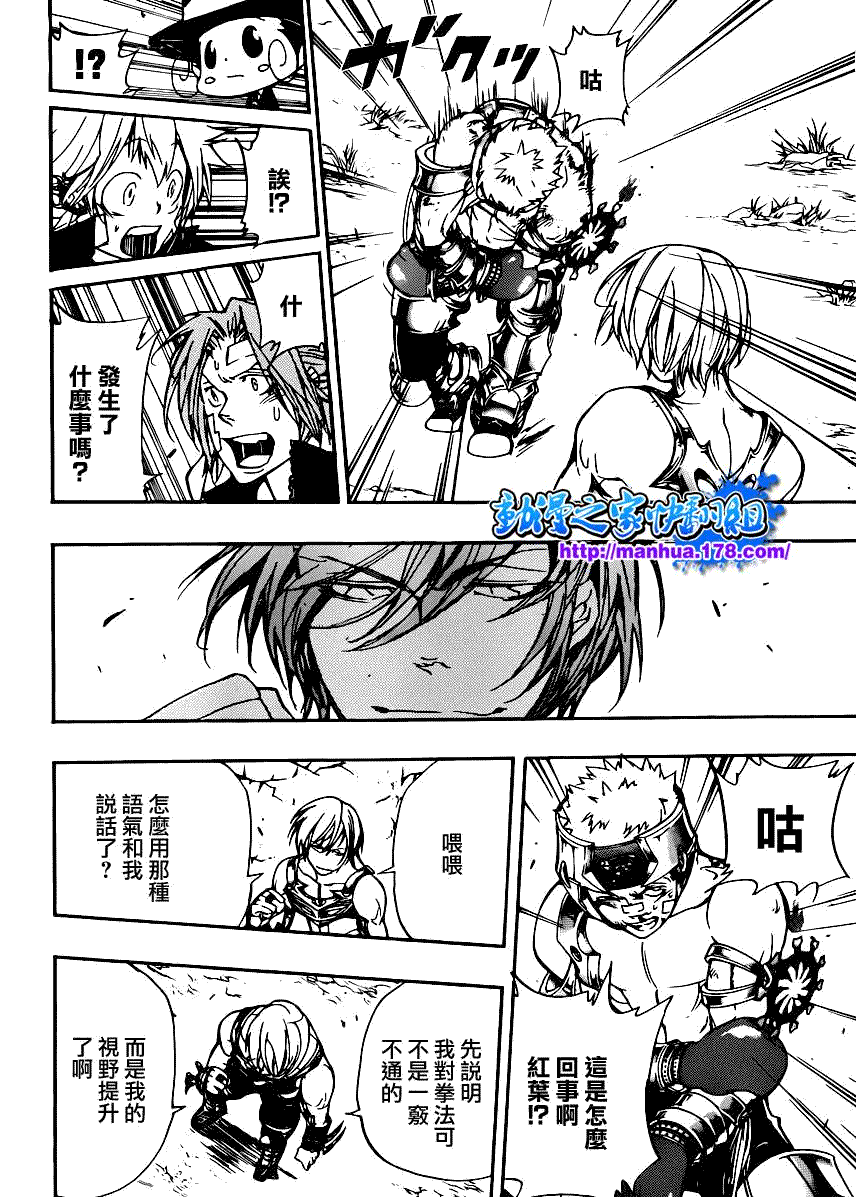 咕
ガクッ
!?
誒!?
什
發生了
什麼事嗎?
動漫之家快翻組
http://manhua.178.com/
咕
這是怎麼
回事啊
紅葉!?
喂喂
怎麼用那種
語氣和我
說話了?
先說明
我對拳法可
不是一竅
不通的
而是我的
視野提升
了啊